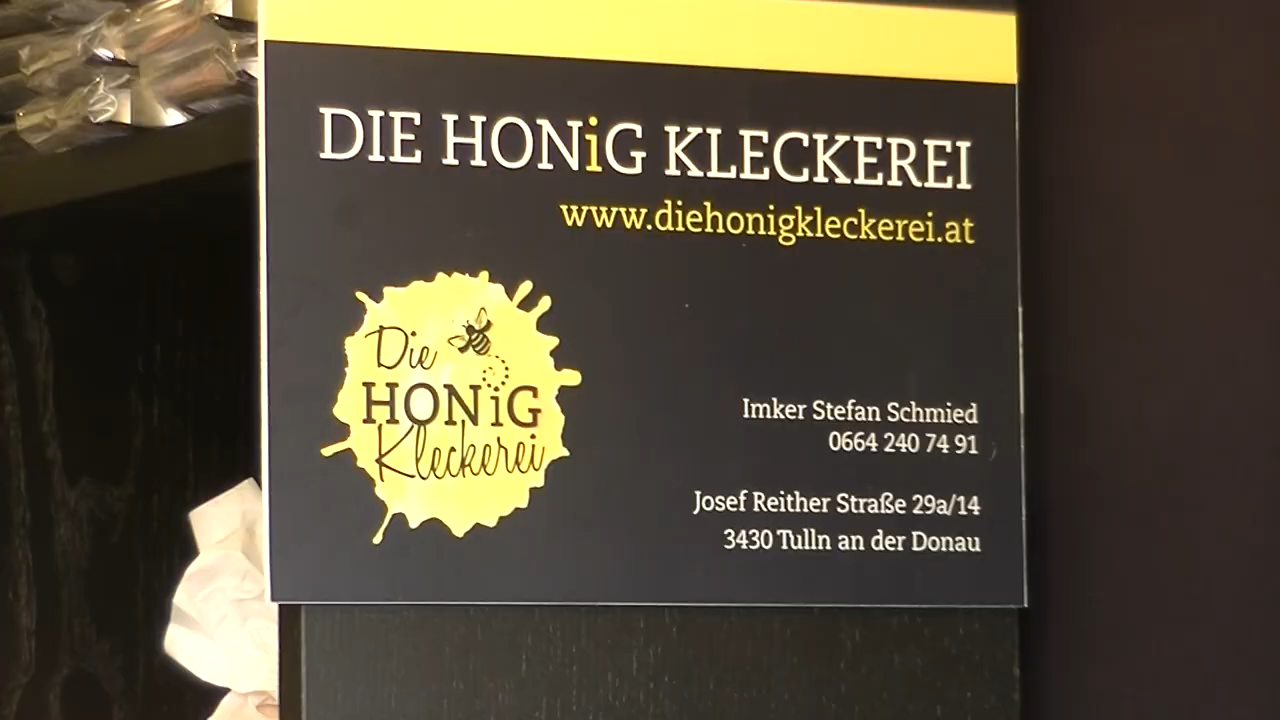 DIE HONiG KLECKEREI
www.diehonigkleckerei.at
Die
HONiG
Kleckerei
Imker Stefan Schmied
0664 240 74 91
Josef Reither Straße 29a/14
3430 Tulln an der Donau